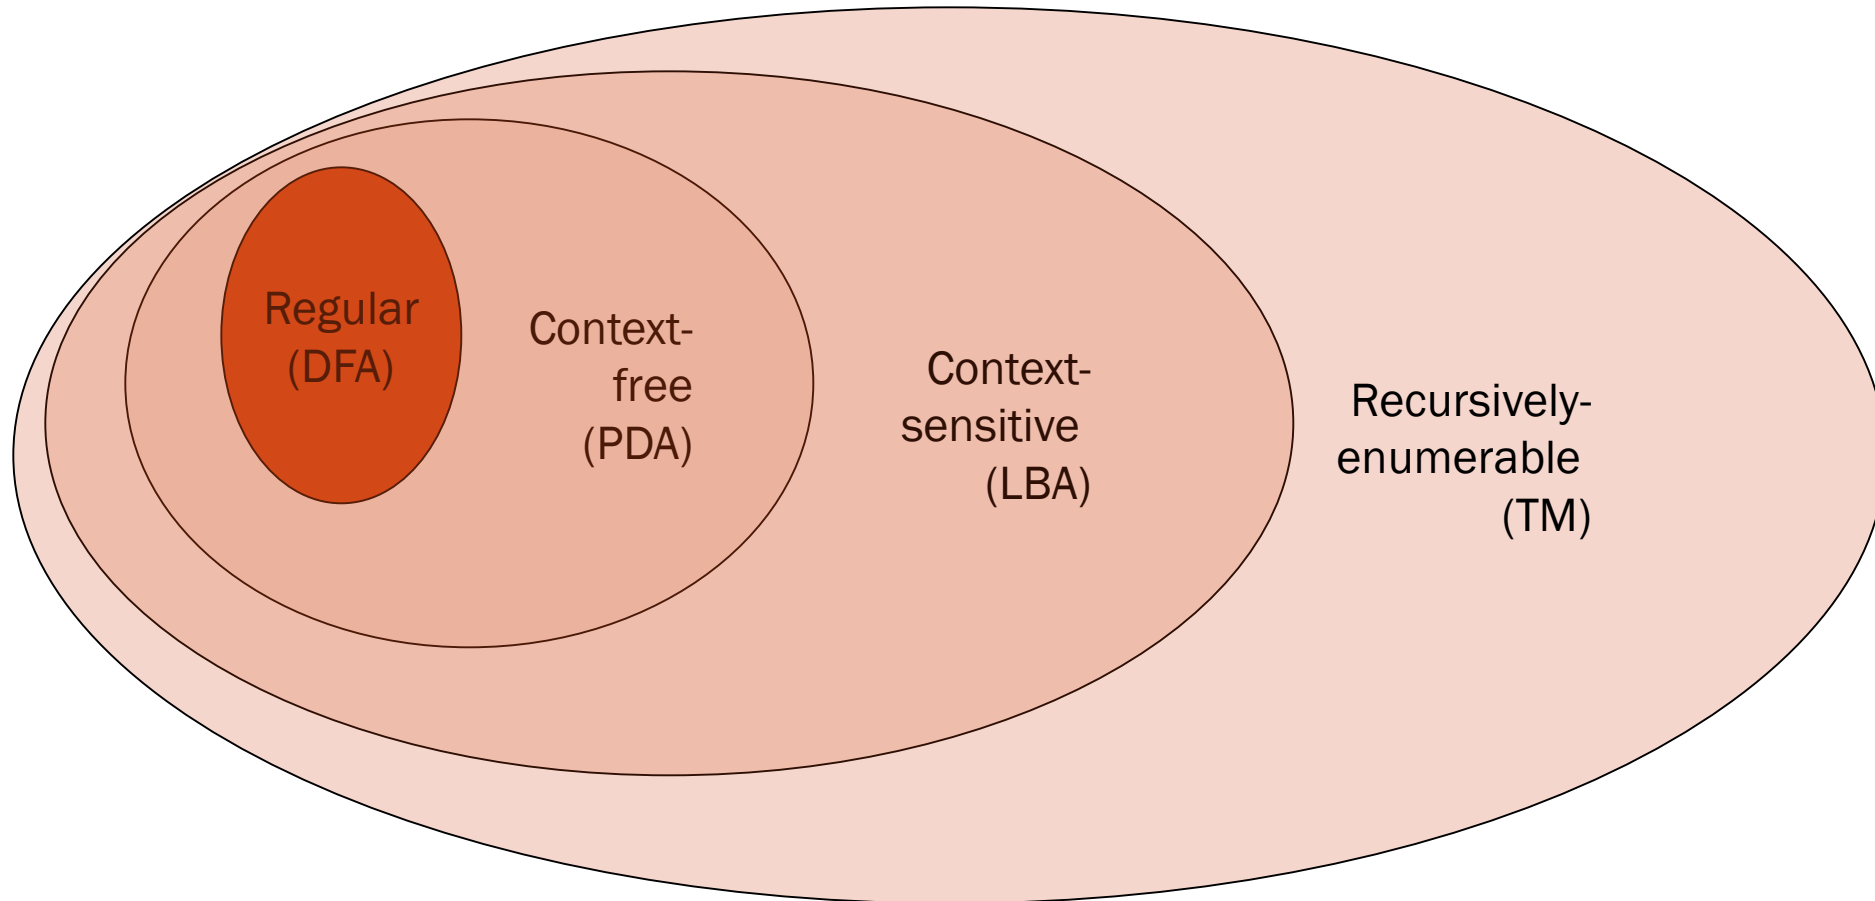 Regular
(DFA)
Context-
free
(PDA)
Context-
sensitive
(LBA)
Recursively-
enumerable
(TM)